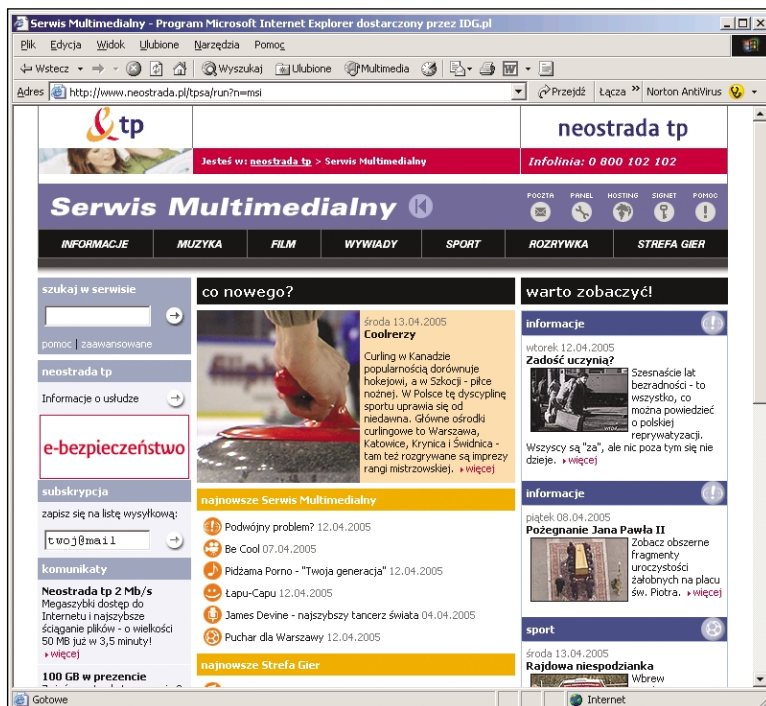 Serwis Multimedialny - Program Microsoft Internet Explorer dostarczony przez IDG.pl
Plik Edycja Widok Ulubione Narzędzia Pomoc
Wstecz Wyszukaj Ulubione Multimedia
Adres http://www.neostrada.pl/tpsa/run?n=msi Przejdź Łącza » Norton AntiVirus
tp neostrada tp
Jesteś w: neostrada tp > Serwis Multimedialny Infolinia: 0 800 102 102
Serwis Multimedialny
POCZTA PANEL HOSTING SIGNET POMOC
INFORMACJE MUZYKA FILM WYWIADY SPORT ROZRYWKA STREFA GIER
szukaj w serwisie
pomoc | zaawansowane
neostrada tp
Informacje o usłudze
e-bezpieczeństwo
subskrypcja
zapisz się na listę wysyłkową:
twoj@mail
komunikaty
Neostrada tp 2 Mb/s
Megaszybki dostęp do
Internetu i najszybsze
ściąganie plików - o wielkości
50 MB już w 3,5 minuty!
więcej
100 GB w prezencie
co nowego?
środa 13.04.2005
Coolrerzy
Curling w Kanadzie
popularnością dorównuje
hokejowi, a w Szkocji - piłce
nożnej. W Polsce tę dyscyplinę
sportu uprawia się od
niedawna. Główne ośrodki
curlingowe to Warszawa,
Katowice, Krynica i Świdnica -
tam też rozgrywane są imprezy
rangi mistrzowskiej. więcej
najnowsze Serwis Multimedialny
Podwójny problem? 12.04.2005
Be Cool 07.04.2005
Pidżama Porno - "Twoja generacja" 12.04.2005
Łapu-Capu 12.04.2005
James Devine - najszybszy tancerz świata 04.04.2005
Puchar dla Warszawy 12.04.2005
najnowsze Strefa Gier
warto zobaczyć!
informacje
wtorek 12.04.2005
Zadość uczynią?
Szesnaście lat
bezradności - to
wszystko, co
można powiedzieć
o polskiej
reprywatyzacji.
Wszyscy są "za", ale nic poza tym się nie
dzieje. więcej
informacje
piątek 08.04.2005
Pożegnanie Jana Pawła II
Zobacz obszerne
fragmenty
uroczystości
żałobnych na placu
św. Piotra. więcej
sport
środa 13.04.2005
Rajdowa niespodzianka
Wbrew
Gotowe Internet